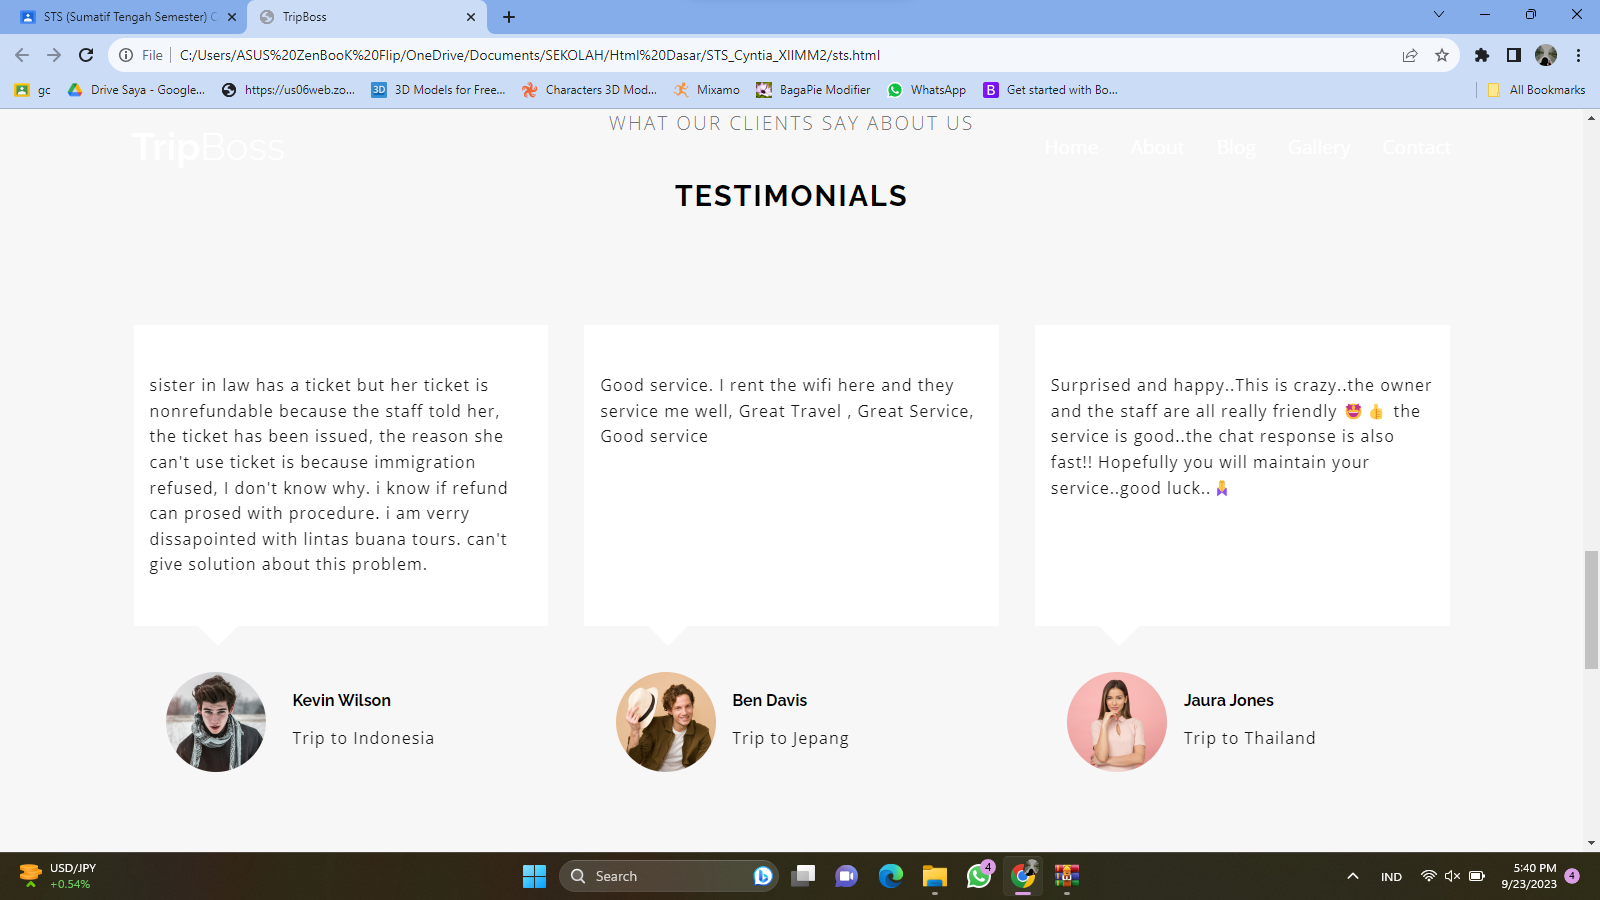 STS (Sumatif Tengah Semester) C
TripBoss
File
C:/Users/ASUS%20ZenBooK%20Flip/OneDrive/Documents/SEKOLAH/Html%20Dasar/STS_Cyntia_XIIMM2/sts.html
gc
Drive Saya - Google...
https://us06web.zo...
3D
3D Models for Free...
Characters 3D Mod...
Mixamo
BagaPie Modifier
WhatsApp
B
Get started with Bo...
All Bookmarks
WHAT OUR CLIENTS SAY ABOUT US
TripBoss
Home
About
Blog
Gallery
Contact
TESTIMONIALS
sister in law has a ticket but her ticket is
nonrefundable because the staff told her,
the ticket has been issued, the reason she
can't use ticket is because immigration
refused, I don't know why. i know if refund
can prosed with procedure. i am verry
dissapointed with lintas buana tours. can't
give solution about this problem.
Good service. I rent the wifi here and they
service me well, Great Travel , Great Service,
Good service
Surprised and happy..This is crazy..the owner
and the staff are all really friendly 🤩 👍 the
service is good..the chat response is also
fast!! Hopefully you will maintain your
service..good luck.. 🙏
Kevin Wilson
Trip to Indonesia
Ben Davis
Trip to Jepang
Jaura Jones
Trip to Thailand
USD/JPY
+0.54%
Search
4
IND
5:40 PM
9/23/2023
4